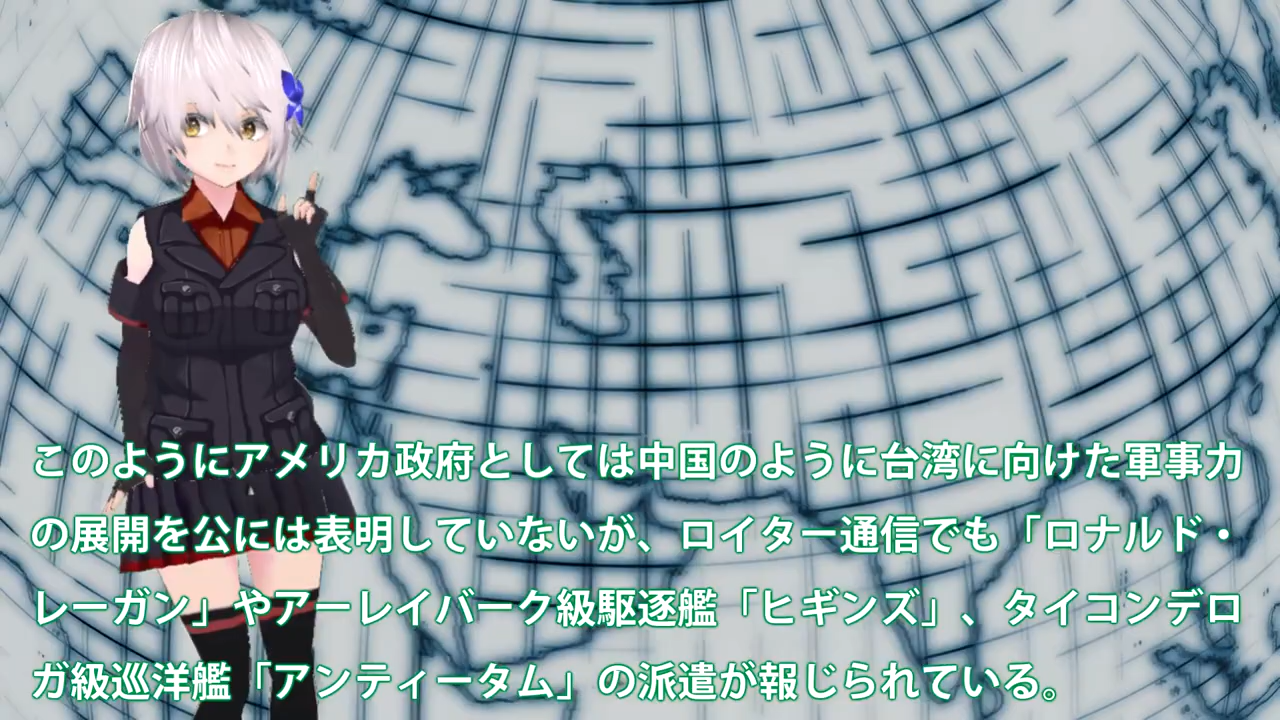 このようにアメリカ政府としては中国のように台湾に向けた軍事力
の展開を公には表明していないが、ロイター通信でも「ロナルド・
レーガン」やアーレイバーク級駆逐艦「ヒギンズ」、タイコンデロ
ガ級巡洋艦「アンティータム」の派遣が報じられている。